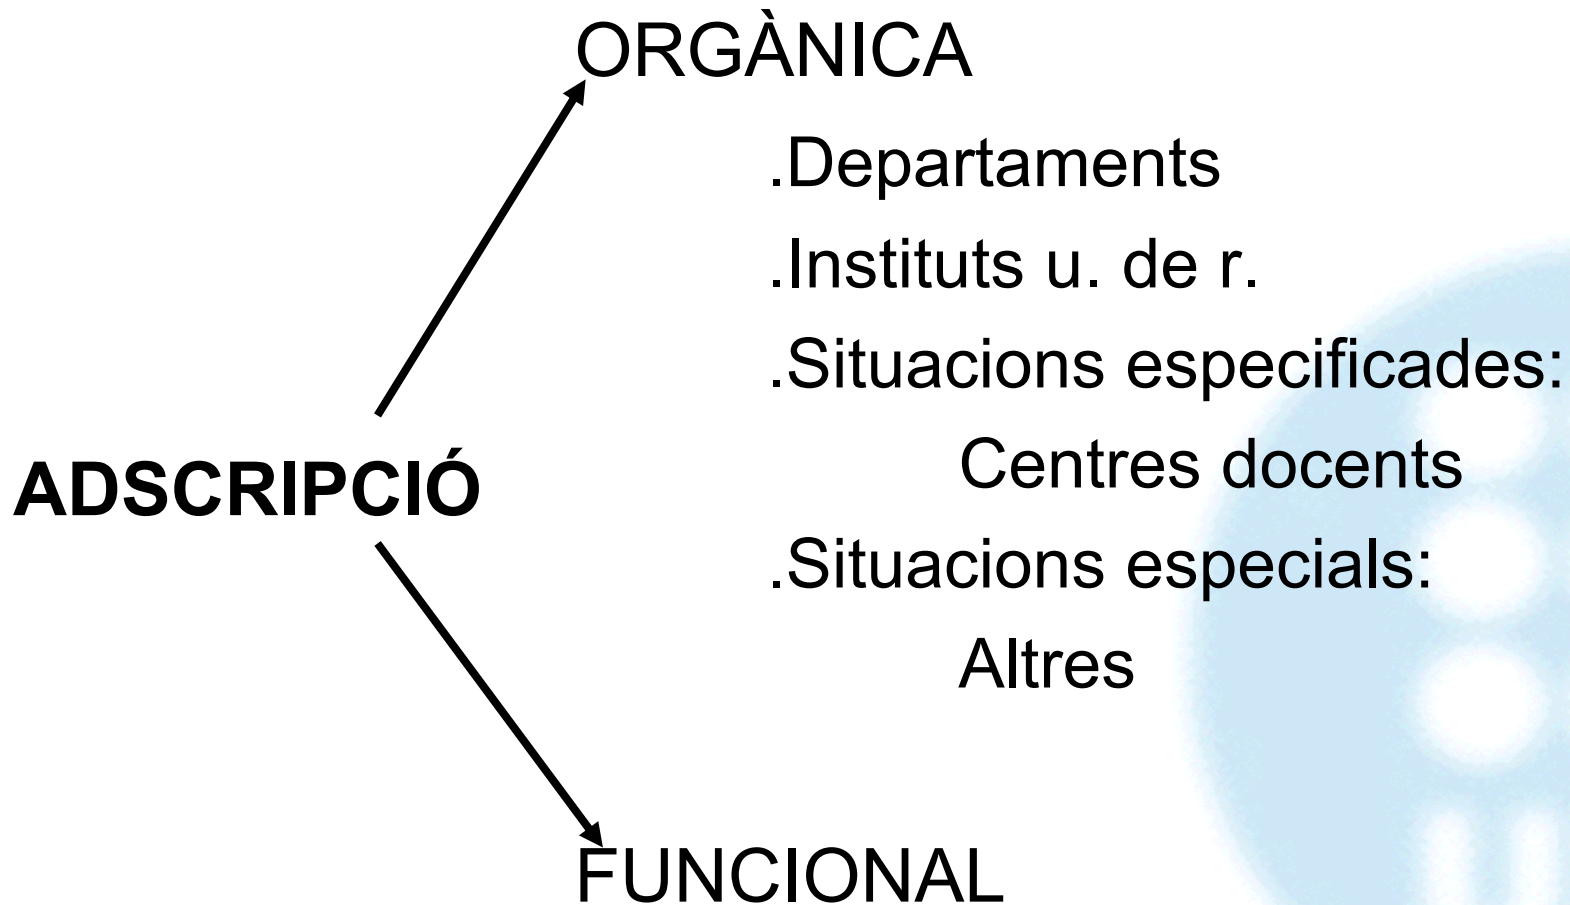 ORGÀNICA
.Departaments
.Instituts u. de r.
.Situacions especificades:
Centres docents
ADSCRIPCIÓ
.Situacions especials:
Altres
FUNCIONAL